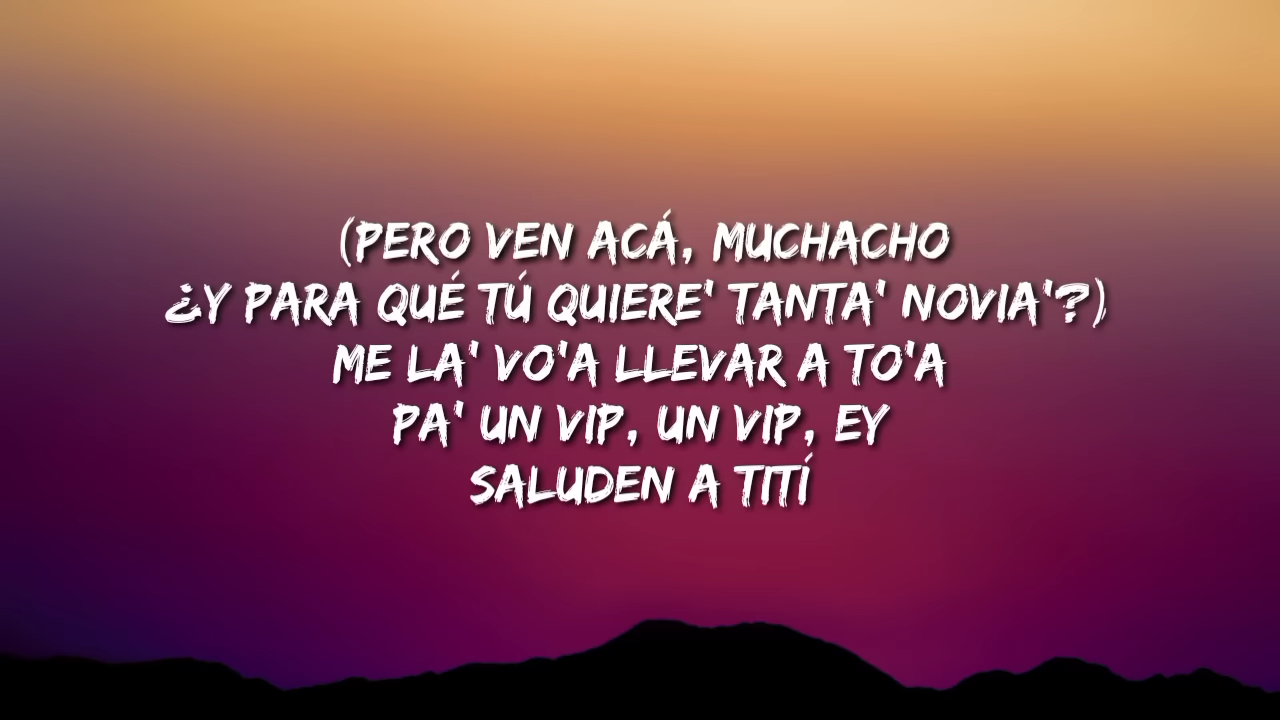 (PERO VEN ACÁ, MUCHACHO
¿Y PARA QUÉ TÚ QUIERE' TANTA' NOVIA'?)
ME LA' VO'A LLEVAR A TO'A
PA' UN VIP, UN VIP, EY
SALUDEN A TITÍ